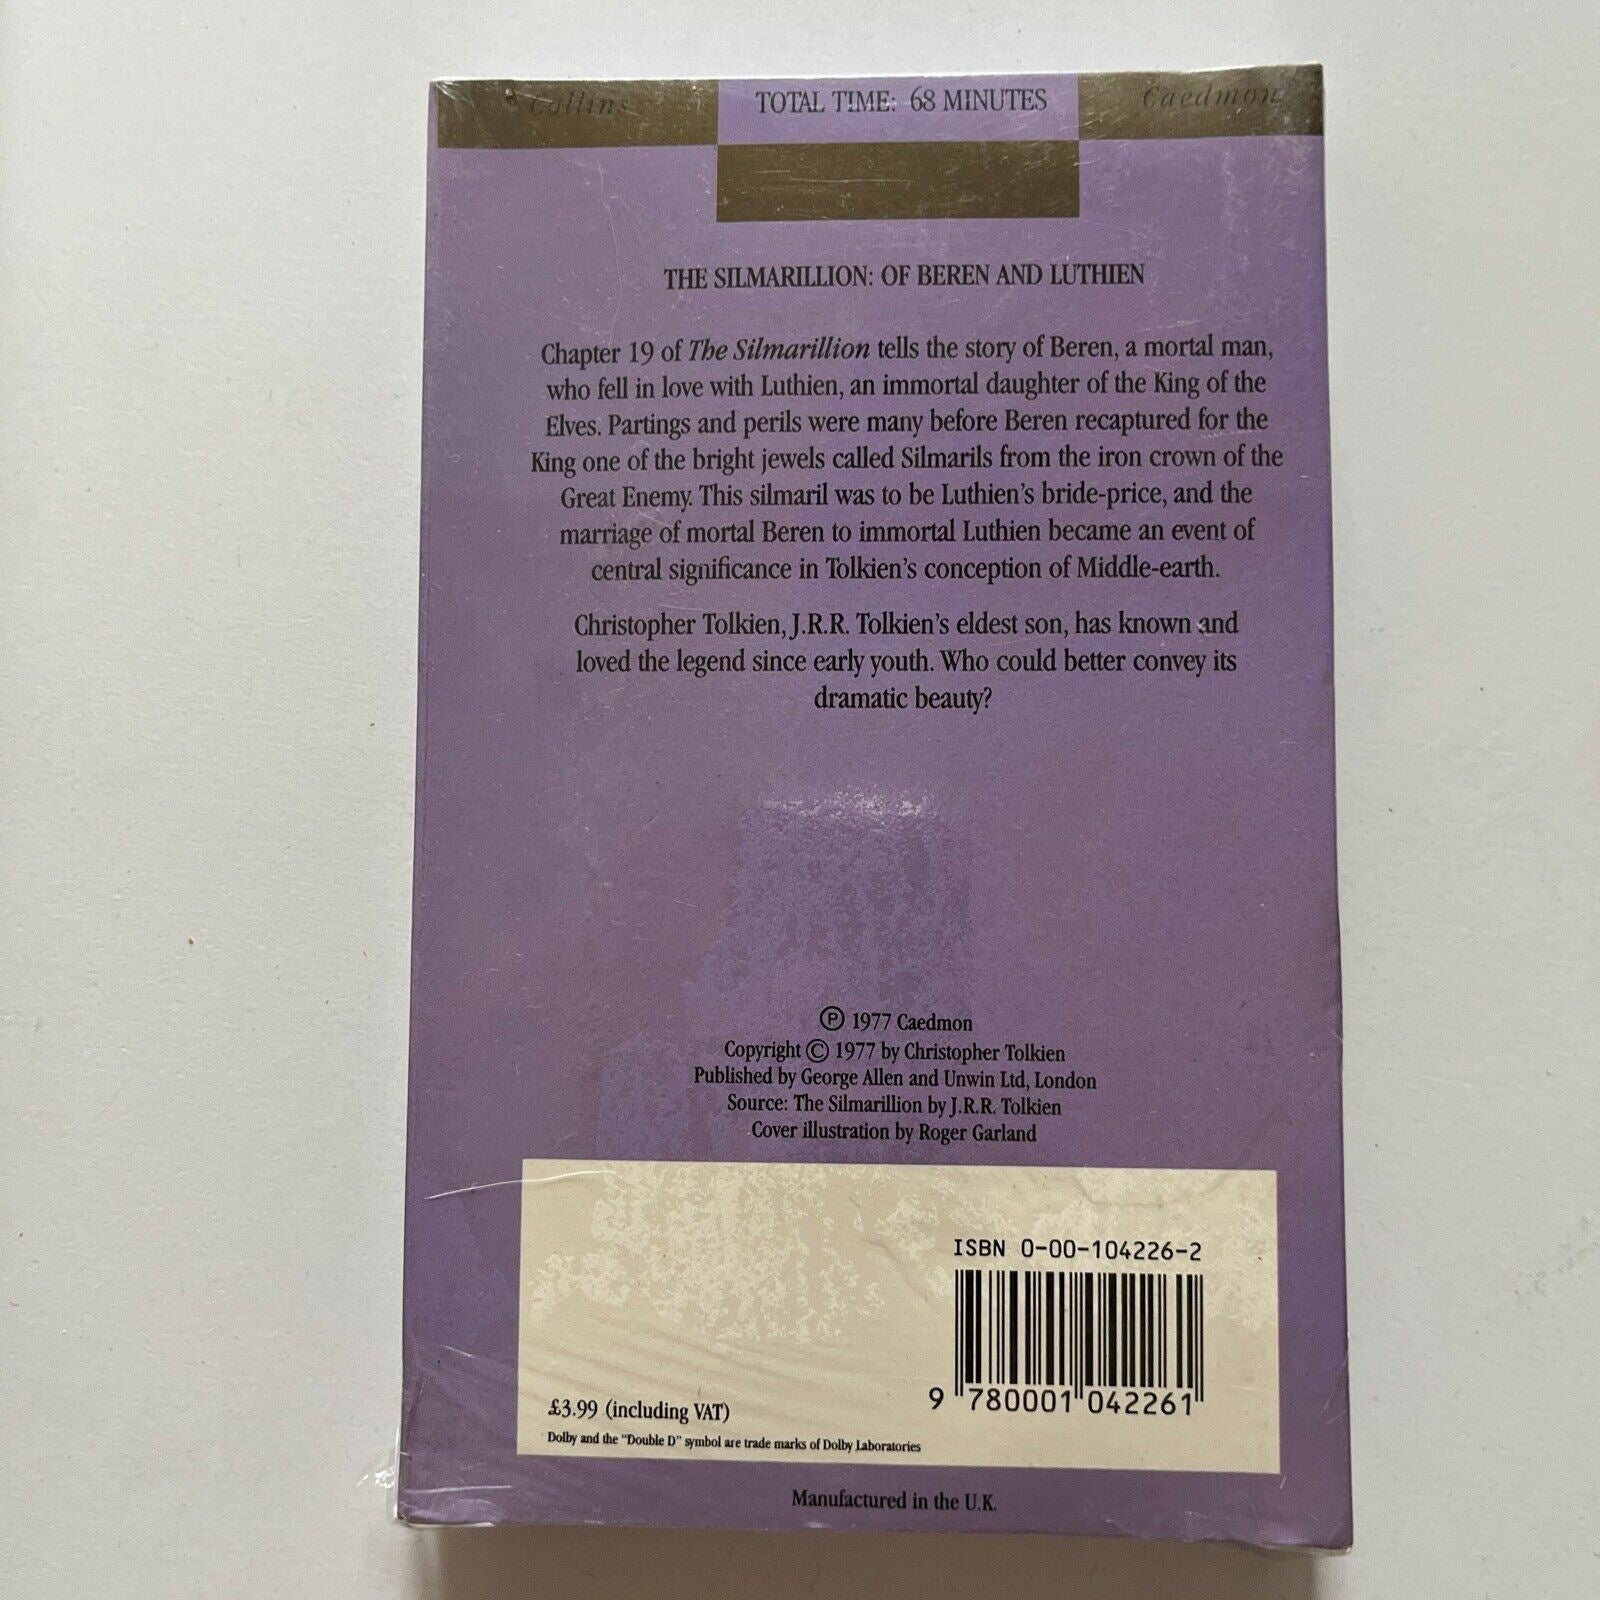 Collins TOTAL TIME: 68 MINUTES Caedmon
THE SILMARILLION: OF BEREN AND LUTHIEN
Chapter 19 of The Silmarillion tells the story of Beren, a mortal man,
who fell in love with Luthien, an immortal daughter of the King of the
Elves. Partings and perils were many before Beren recaptured for the
King one of the bright jewels called Silmarils from the iron crown of the
Great Enemy. This silmaril was to be Luthien's bride-price, and the
marriage of mortal Beren to immortal Luthien became an event of
central significance in Tolkien's conception of Middle-earth.
Christopher Tolkien, J.R.R. Tolkien's eldest son, has known and
loved the legend since early youth. Who could better convey its
dramatic beauty?
℗ 1977 Caedmon
Copyright © 1977 by Christopher Tolkien
Published by George Allen and Unwin Ltd, London
Source: The Silmarillion by J.R.R. Tolkien
Cover illustration by Roger Garland
ISBN 0-00-104226-2
9 780001 042261
£3.99 (including VAT)
Dolby and the "Double D" symbol are trade marks of Dolby Laboratories
Manufactured in the U.K.